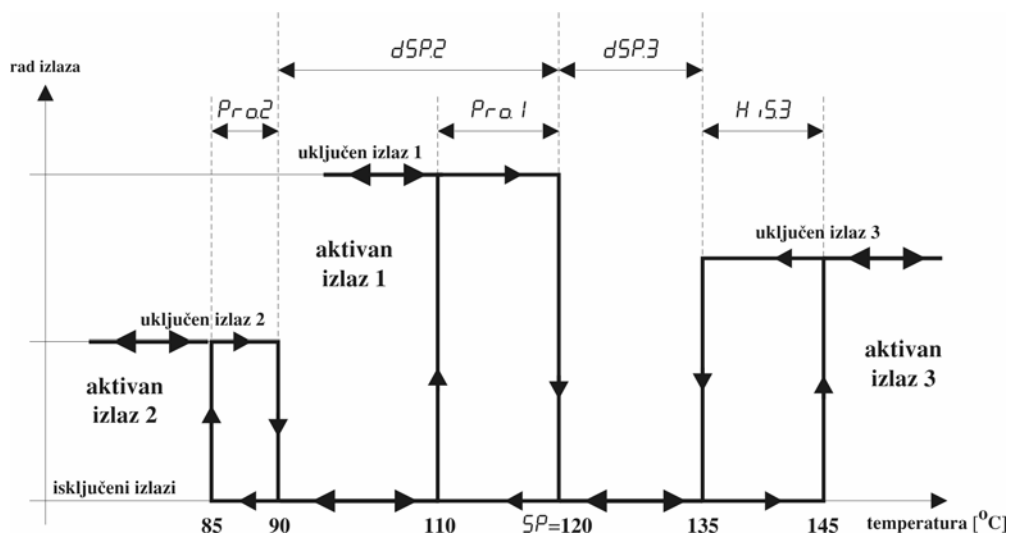 dSP.2
dSP.3
rad izlaza
Pro.2
Pro.1
HiS.3
uključen izlaz 1
uključen izlaz 3
aktivan
izlaz 1
uključen izlaz 2
aktivan
izlaz 3
aktivan
izlaz 2
isključeni izlazi
85 90 110 SP=120 135 145 temperatura [°C]